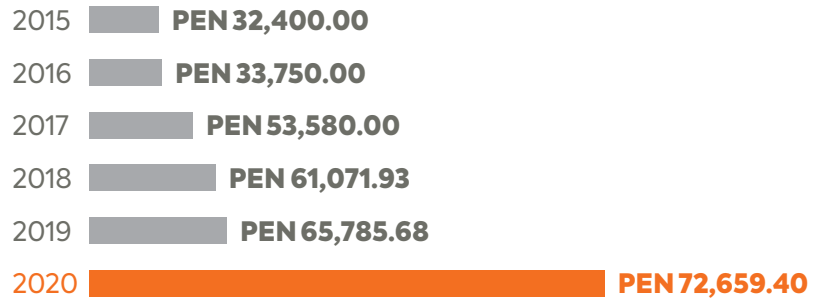 2015 PEN 32,400.00
2016 PEN 33,750.00
2017 PEN 53,580.00
2018 PEN 61,071.93
2019 PEN 65,785.68
2020 PEN 72,659.40